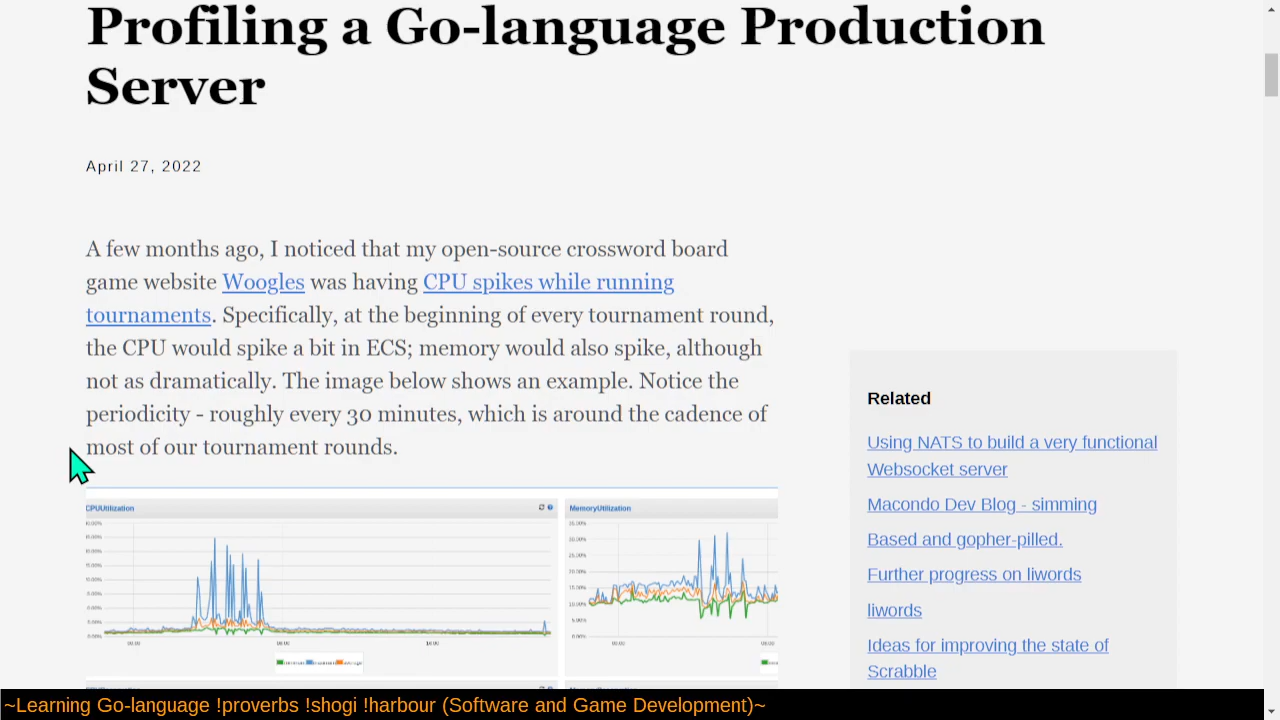 Profiling a Go-language Production
Server
April 27, 2022
A few months ago, I noticed that my open-source crossword board
game website Woogles was having CPU spikes while running
tournaments. Specifically, at the beginning of every tournament round,
the CPU would spike a bit in ECS; memory would also spike, although
not as dramatically. The image below shows an example. Notice the
periodicity - roughly every 30 minutes, which is around the cadence of
most of our tournament rounds.
CPUUtilization
MemoryUtilization
Related
Using NATS to build a very functional
Websocket server
Macondo Dev Blog - simming
Based and gopher-pilled.
Further progress on liwords
liwords
Ideas for improving the state of
Scrabble
~Learning Go-language !proverbs !shogi !harbour (Software and Game Development)~